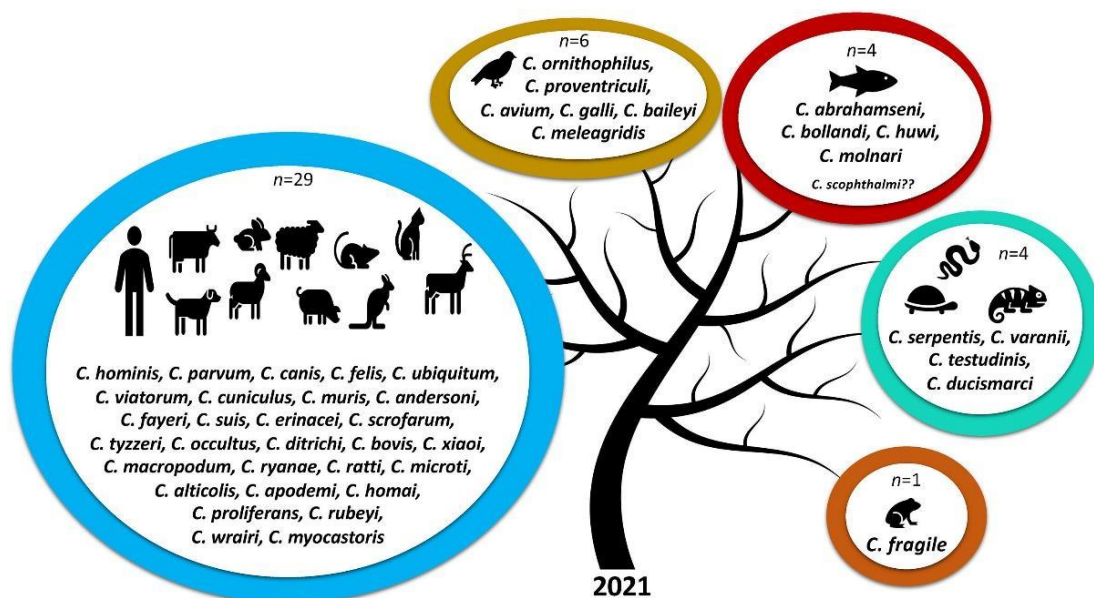 n=6
C. ornithophilus,
C. proventriculi,
C. avium, C. galli, C. baileyi
C. meleagridis
n=4
C. abrahamseni,
C. bollandi, C. huwi,
C. molnari
C. scophthalmi??
n=29
C. hominis, C. parvum, C. canis, C. felis, C. ubiquitum,
C. viatorum, C. cuniculus, C. muris, C. andersoni,
C. fayeri, C. suis, C. erinacei, C. scrofarum,
C. tyzzeri, C. occultus, C. ditrichi, C. bovis, C. xiaoi,
C. macropodum, C. ryanae, C. ratti, C. microti,
C. alticolis, C. apodemi, C. homai,
C. proliferans, C. rubeyi,
C. wrairi, C. myocastoris
n=4
C. serpentis, C. varanii,
C. testudinis,
C. ducismarci
n=1
C. fragile
2021